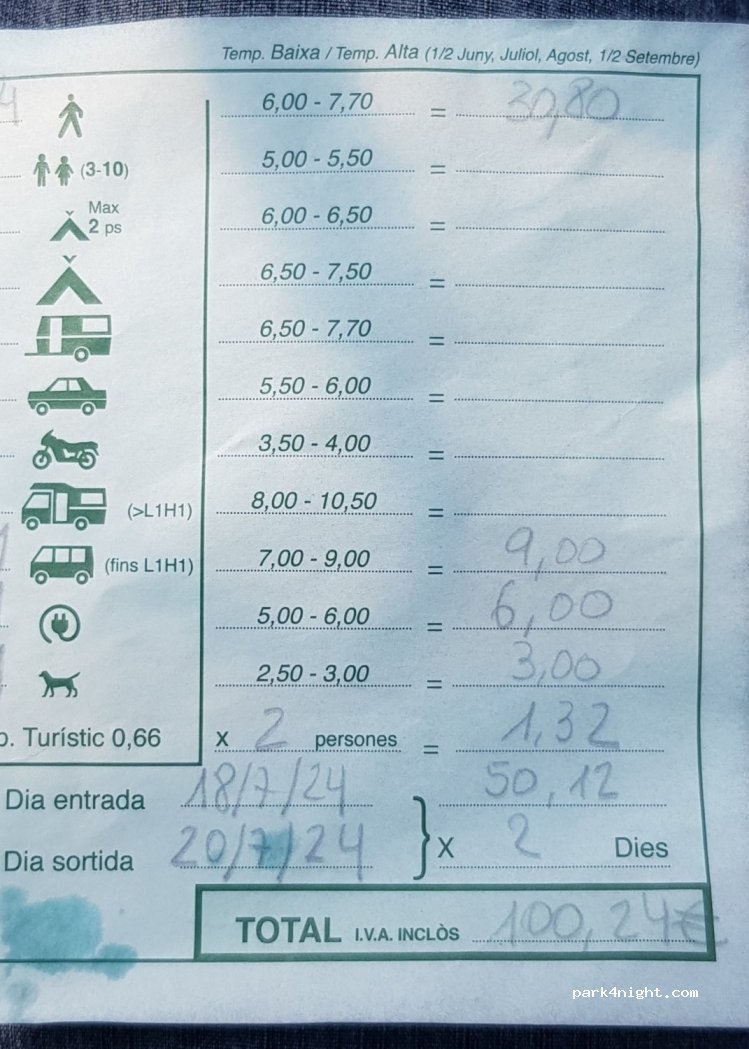 Temp. Baixa / Temp. Alta (1/2 Juny, Juliol, Agost, 1/2 Setembre)
4 6,00 - 7,70 = 30,80
(3-10) 5,00 - 5,50 =
Max 2 ps 6,00 - 6,50 =
6,50 - 7,50 =
6,50 - 7,70 =
5,50 - 6,00 =
3,50 - 4,00 =
(>L1H1) 8,00 - 10,50 =
1 (fins L1H1) 7,00 - 9,00 = 9,00
1 5,00 - 6,00 = 6,00
1 2,50 - 3,00 = 3,00
p. Turístic 0,66 x 2 persones = 1,32
Dia entrada 18/7/24 50,12
Dia sortida 20/7/24 } X 2 Dies
TOTAL I.V.A. INCLÒS 100,24€
park4night.com